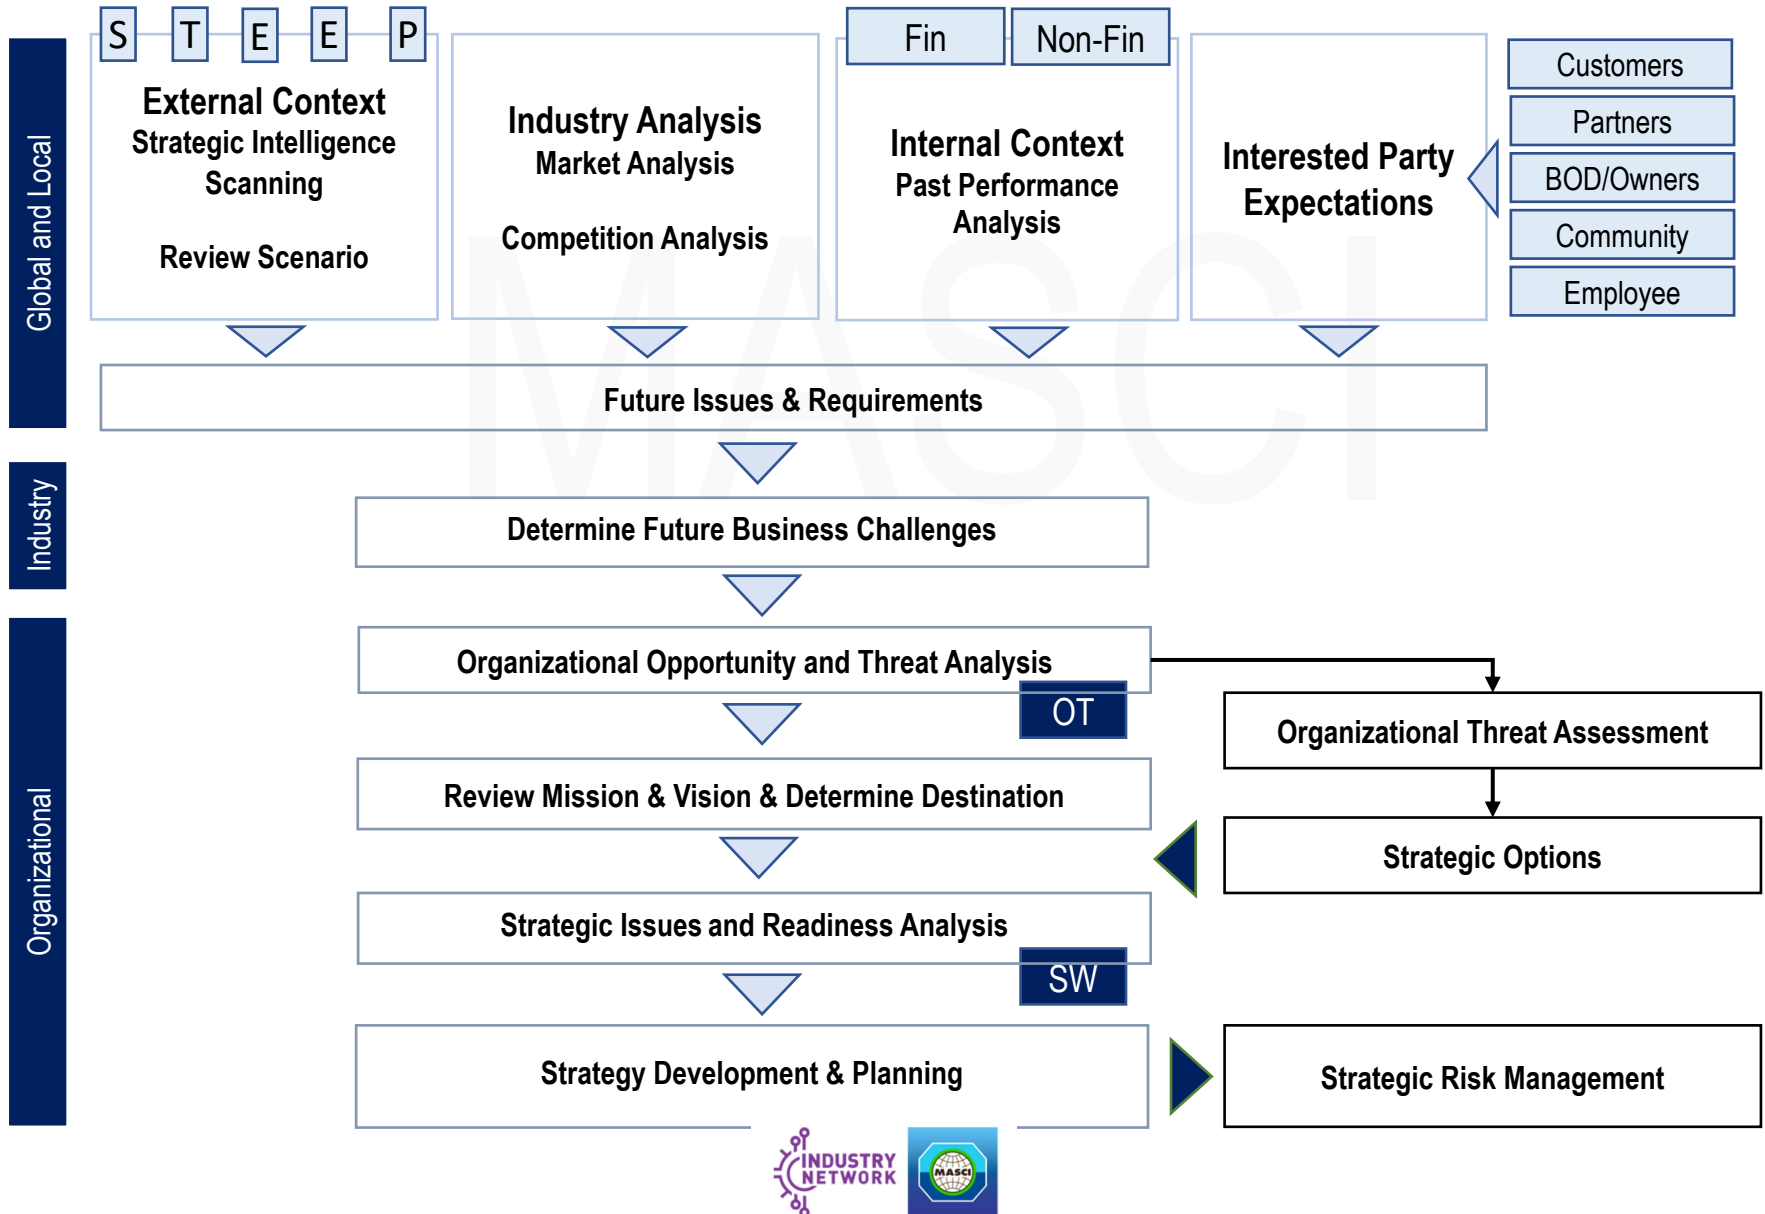 S T E E P
External Context
Strategic Intelligence
Scanning
Review Scenario
Industry Analysis
Market Analysis
Competition Analysis
Fin
Non-Fin
Internal Context
Past Performance
Analysis
Interested Party
Expectations
Customers
Partners
BOD/Owners
Community
Employee
Global and Local
Future Issues & Requirements
MASCI
Industry
Determine Future Business Challenges
Organizational
Organizational Opportunity and Threat Analysis
OT
Organizational Threat Assessment
Review Mission & Vision & Determine Destination
Strategic Options
Strategic Issues and Readiness Analysis
SW
Strategy Development & Planning
Strategic Risk Management
INDUSTRY
NETWORK
MASCI